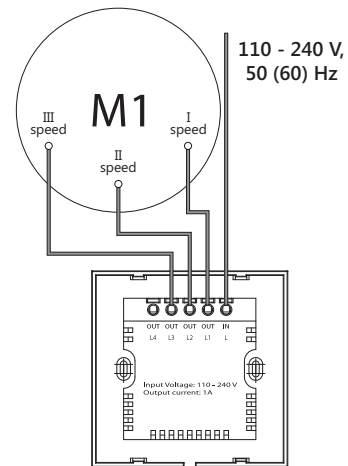 110 - 240 V,
50 (60) Hz
M1
III
speed
I
speed
II
speed
OUT OUT OUT OUT IN
L4 L3 L2 L1 L
Input Voltage: 110 - 240 V
Output current: 1A